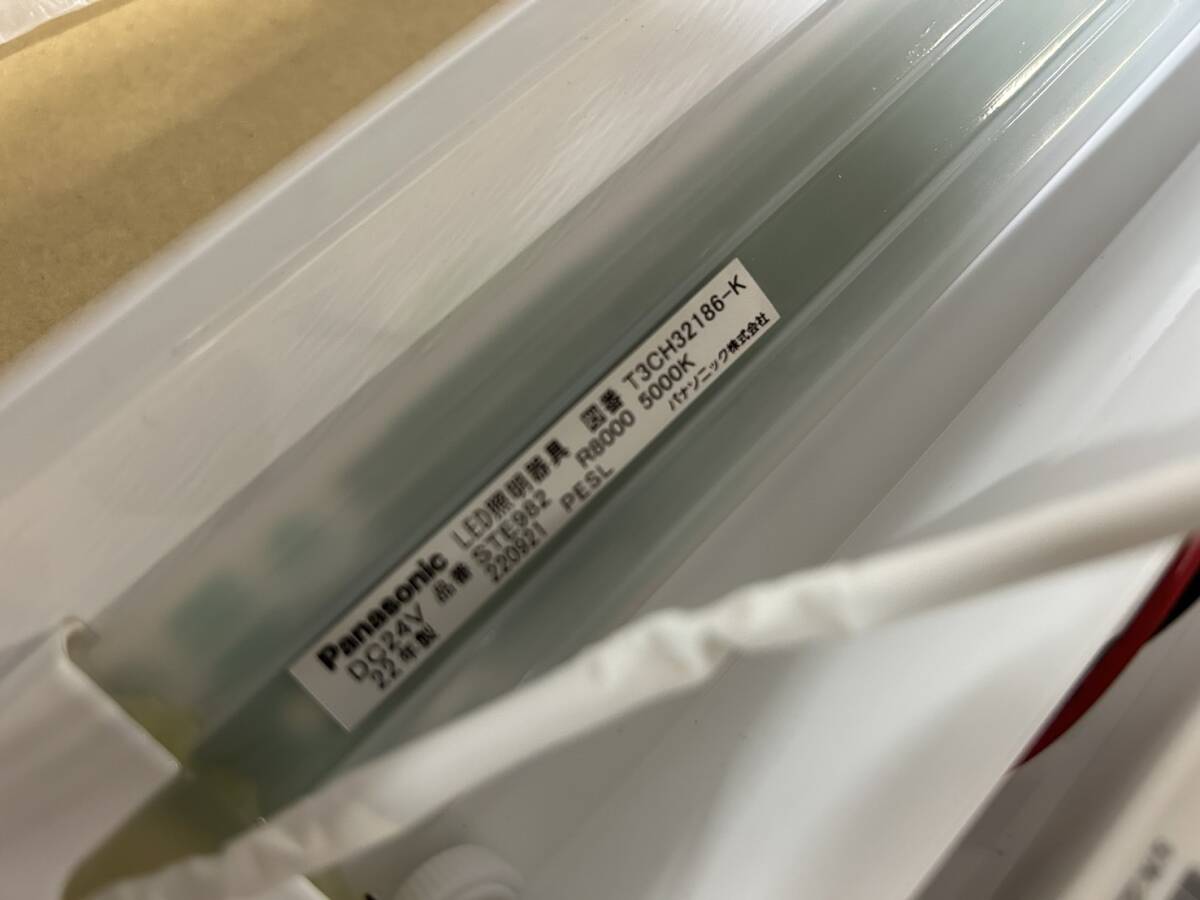 Panasonic LED照明器具 図番 T3CH32186-K
DC24V 品番 STE982 R8000 5000K
22年製 220921 PESL パナソニック株式会社